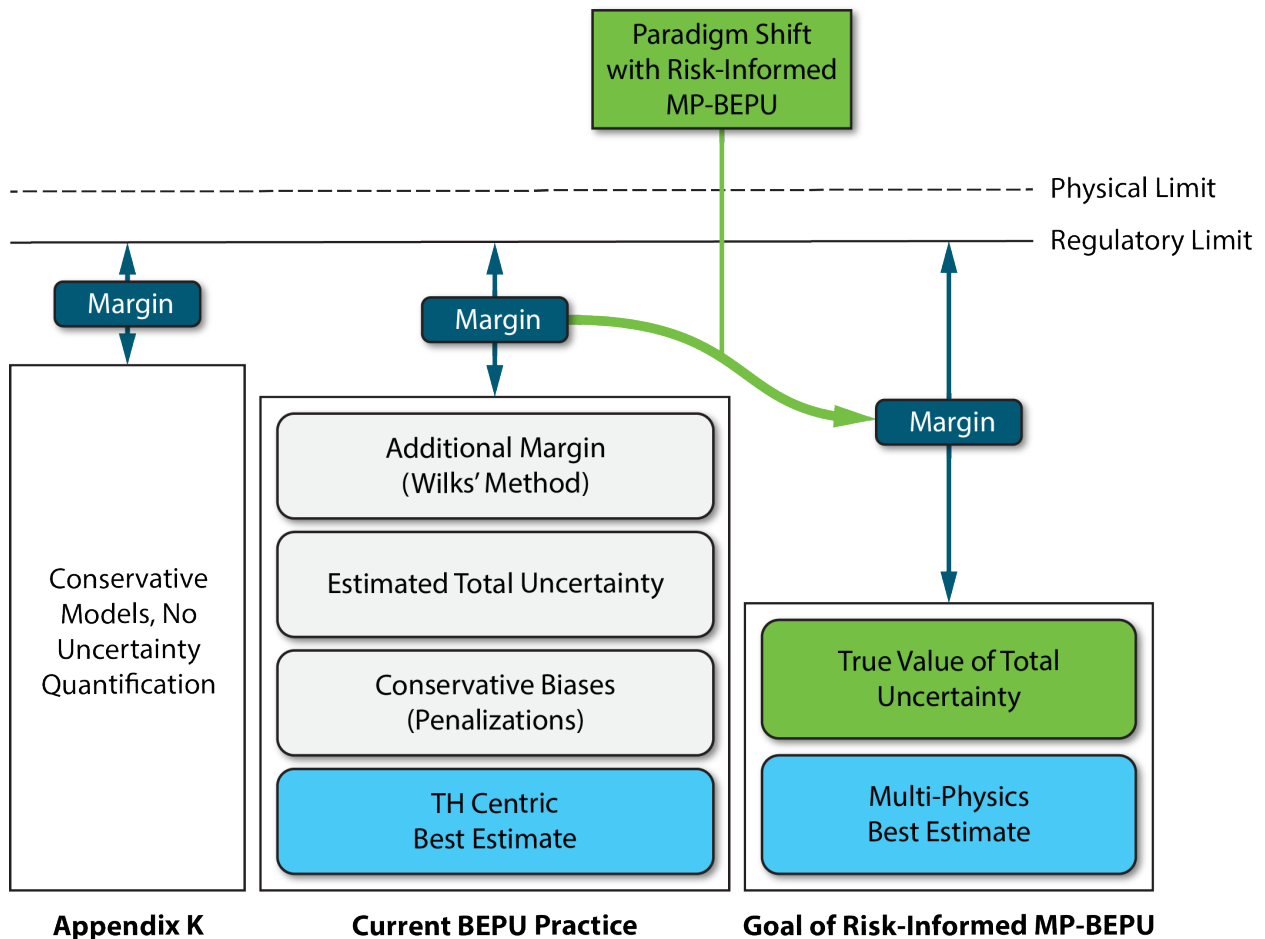 Paradigm Shift
with Risk-Informed
MP-BEPU
Physical Limit
Regulatory Limit
Margin
Margin
Margin
Conservative
Models, No
Uncertainty
Quantification
Additional Margin
(Wilks’ Method)
Estimated Total Uncertainty
Conservative Biases
(Penalizations)
TH Centric
Best Estimate
True Value of Total
Uncertainty
Multi-Physics
Best Estimate
Appendix K
Current BEPU Practice
Goal of Risk-Informed MP-BEPU